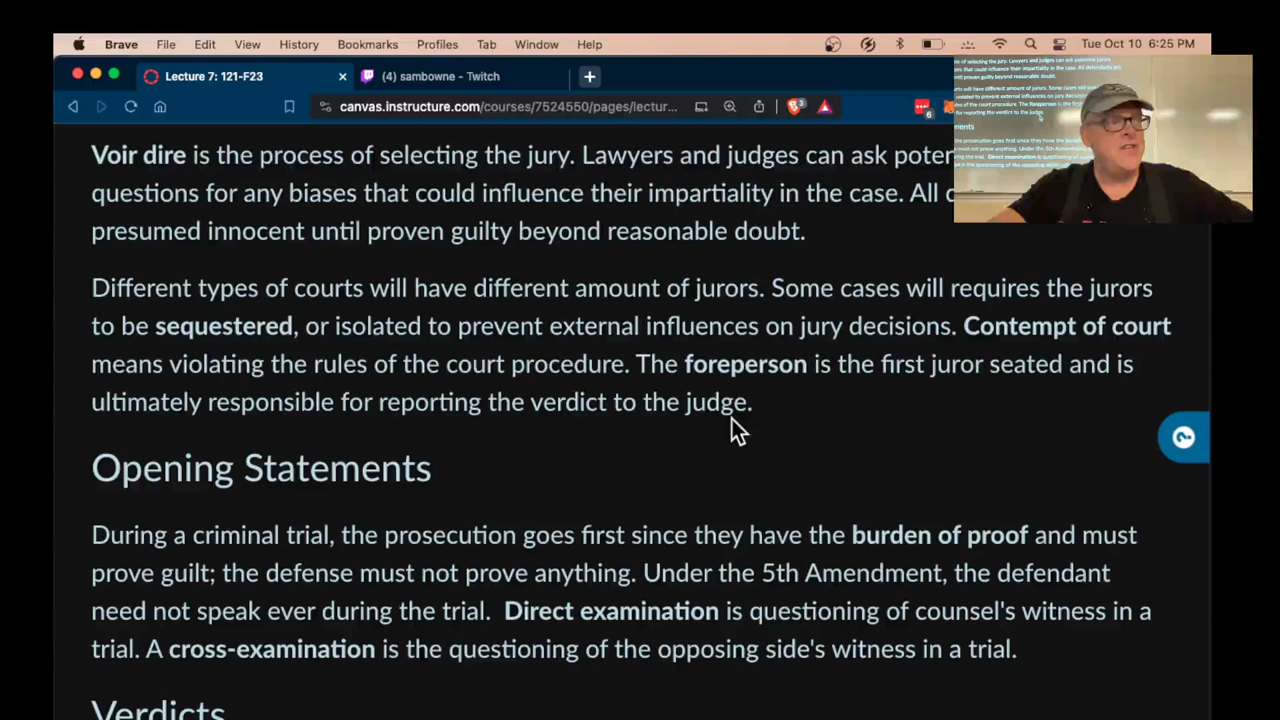 Brave File Edit View History Bookmarks Profiles Tab Window Help Tue Oct 10 6:25 PM
Lecture 7: 121-F23 (4) sambowne - Twitch
canvas.instructure.com/courses/7524550/pages/lectur...
Voir dire is the process of selecting the jury. Lawyers and judges can ask
questions for any biases that could influence their impartiality in the case. All
presumed innocent until proven guilty beyond reasonable doubt.
Different types of courts will have different amount of jurors. Some cases will requires the jurors
to be sequestered, or isolated to prevent external influences on jury decisions. Contempt of court
means violating the rules of the court procedure. The foreperson is the first juror seated and is
ultimately responsible for reporting the verdict to the judge.
Opening Statements
During a criminal trial, the prosecution goes first since they have the burden of proof and must
prove guilt; the defense must not prove anything. Under the 5th Amendment, the defendant
need not speak ever during the trial. Direct examination is questioning of counsel's witness in a
trial. A cross-examination is the questioning of the opposing side's witness in a trial.
Verdicts